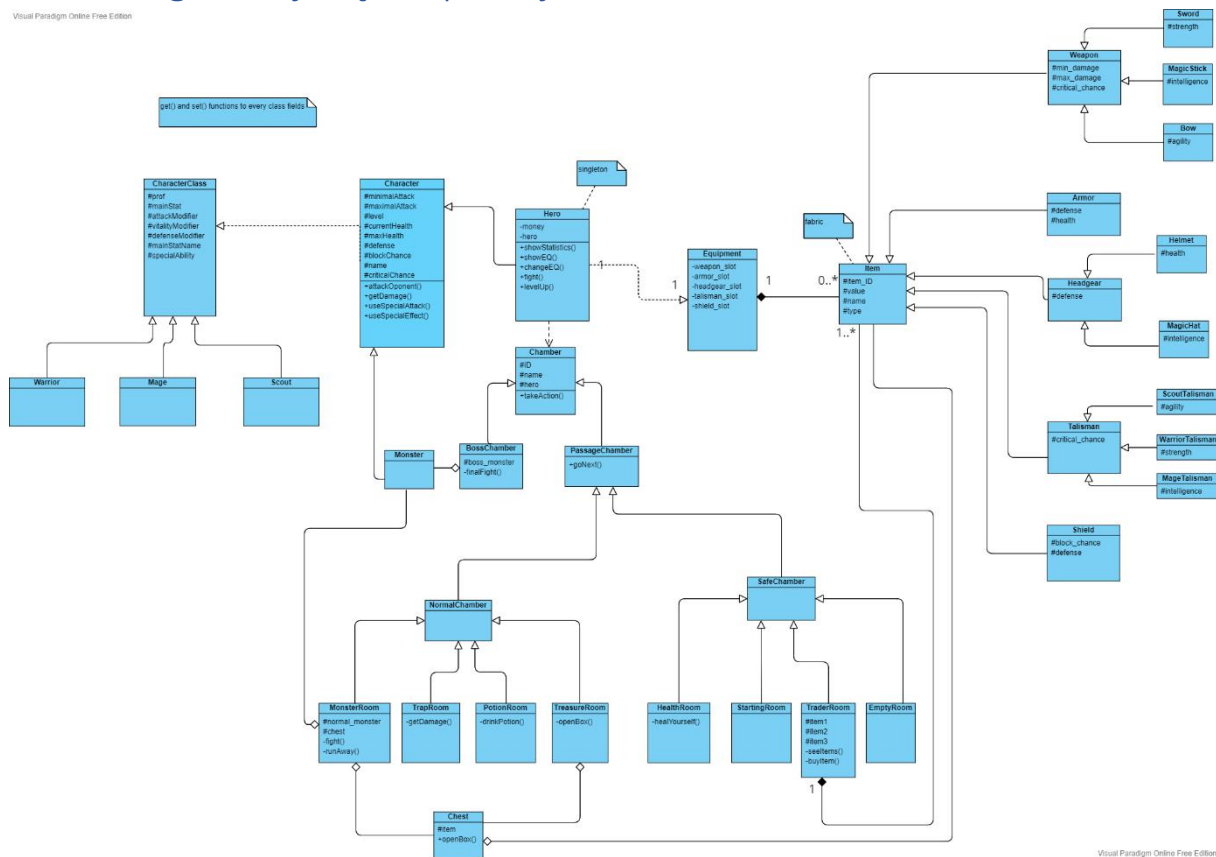 Visual Paradigm Online Free Edition
get() and set() functions to every class fields
singleton
fabric
CharacterClass
#prof
#mainStat
#attackModifier
#vitalityModifier
#defenseModifier
#mainStatName
#specialAbility
Character
#minimalAttack
#maximalAttack
#level
#currentHealth
#maxHealth
#defense
#blockChance
#name
#criticalChance
+attackOponent()
+getDamage()
+useSpecialAttack()
+useSpecialEffect()
Hero
-money
-hero
+showStatistics()
+showEQ()
+changeEQ()
+fight()
+levelUp()
1
1
Equipment
-weapon_slot
-armor_slot
-headgear_slot
-talisman_slot
-shield_slot
1
0..*
Item
#item_ID
#value
#name
#type
1..*
Weapon
#min_damage
#max_damage
#critical_chance
Sword
#strength
MagicStick
#intelligence
Bow
#agility
Armor
#defense
#health
Headgear
#defense
Helmet
#health
MagicHat
#intelligence
Talisman
#critical_chance
ScoutTalisman
#agility
WarriorTalisman
#strength
MageTalisman
#intelligence
Shield
#block_chance
#defense
Warrior
Mage
Scout
Chamber
#ID
#name
#hero
+takeAction()
Monster
BossChamber
#boss_monster
-finalFight()
PassageChamber
+goNext()
NormalChamber
SafeChamber
MonsterRoom
#normal_monster
#chest
-fight()
-runAway()
TrapRoom
-getDamage()
PotionRoom
-drinkPotion()
TreasureRoom
-openBox()
HealthRoom
-healYourself()
StartingRoom
TraderRoom
#item1
#item2
#item3
-seeItems()
-buyItem()
1
EmptyRoom
Chest
#item
+openBox()
Visual Paradigm Online Free Edition